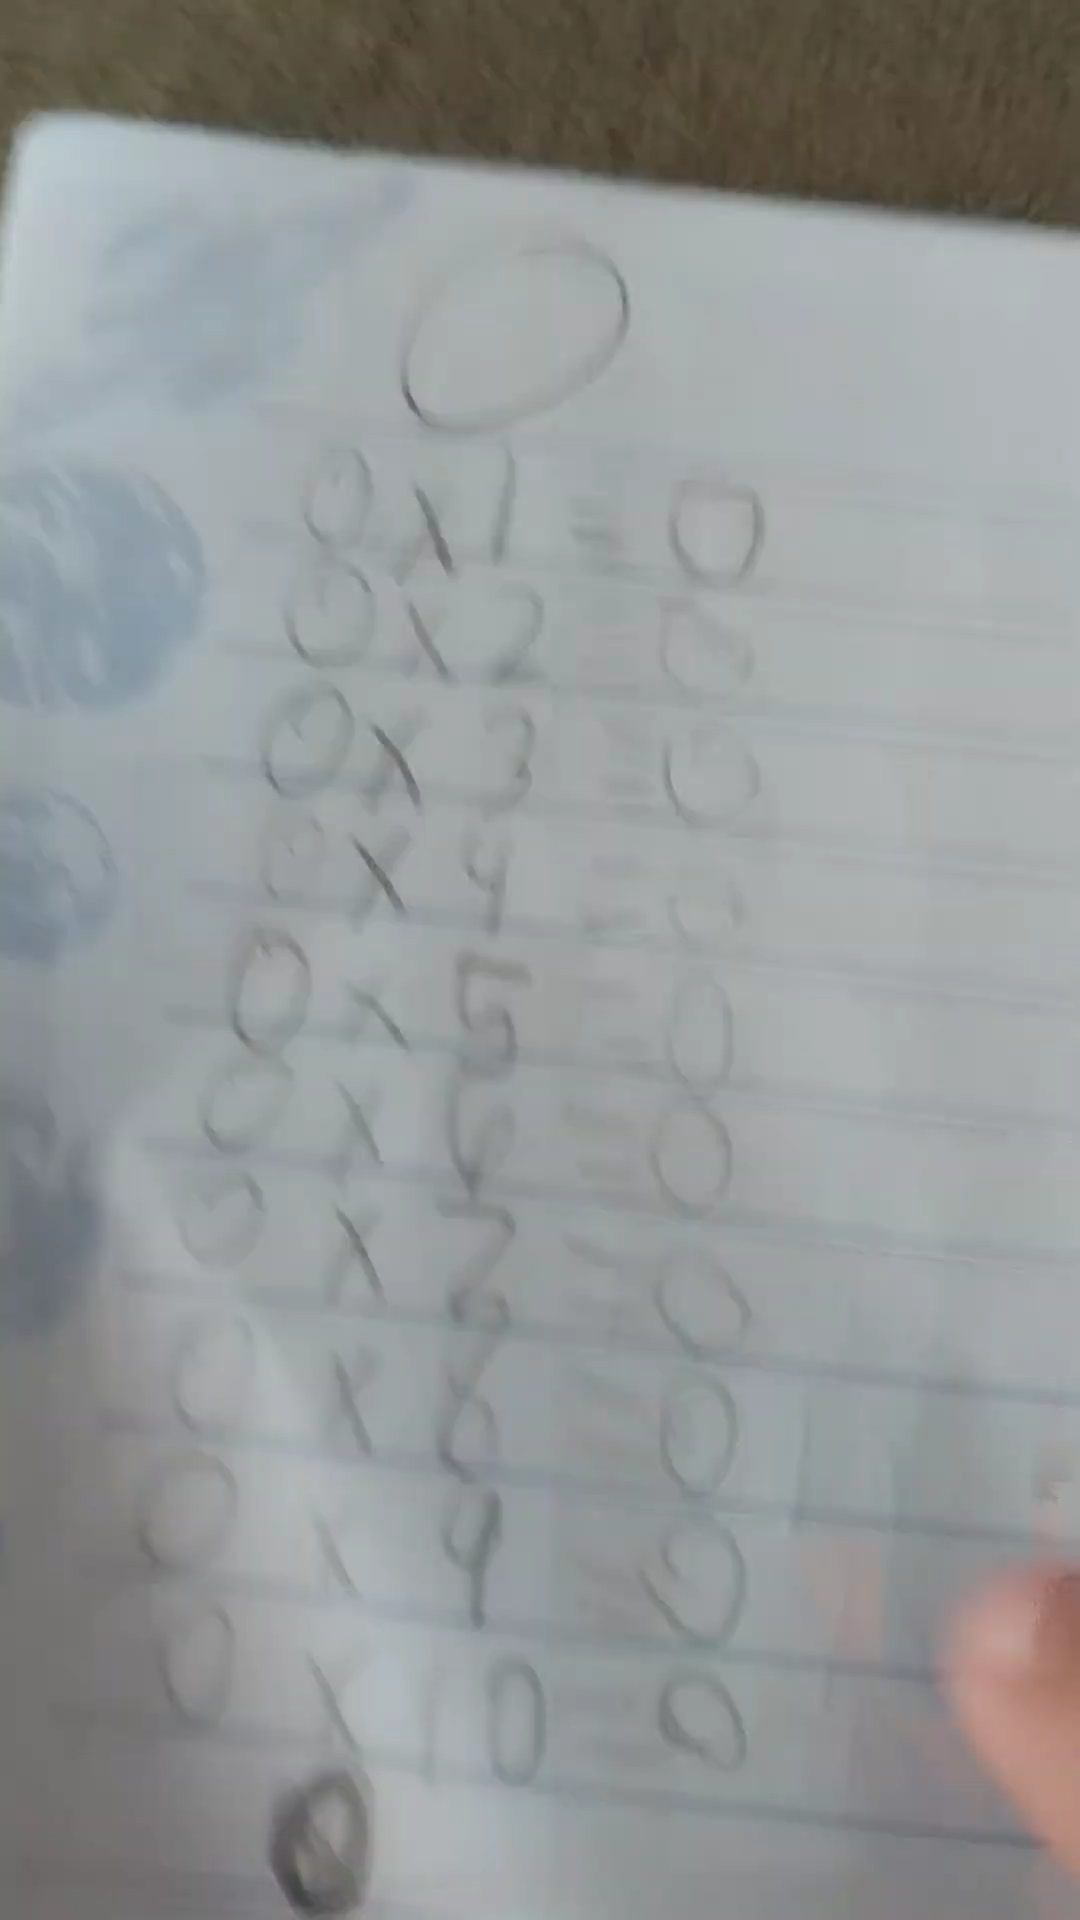 0
0 x 1 = 0
0 x 2 = 0
0 x 3 = 0
0 x 4 = 0
0 x 5 = 0
0 x 6 = 0
0 x 7 = 0
0 x 8 = 0
0 x 9 = 0
0 x 10 = 0
0